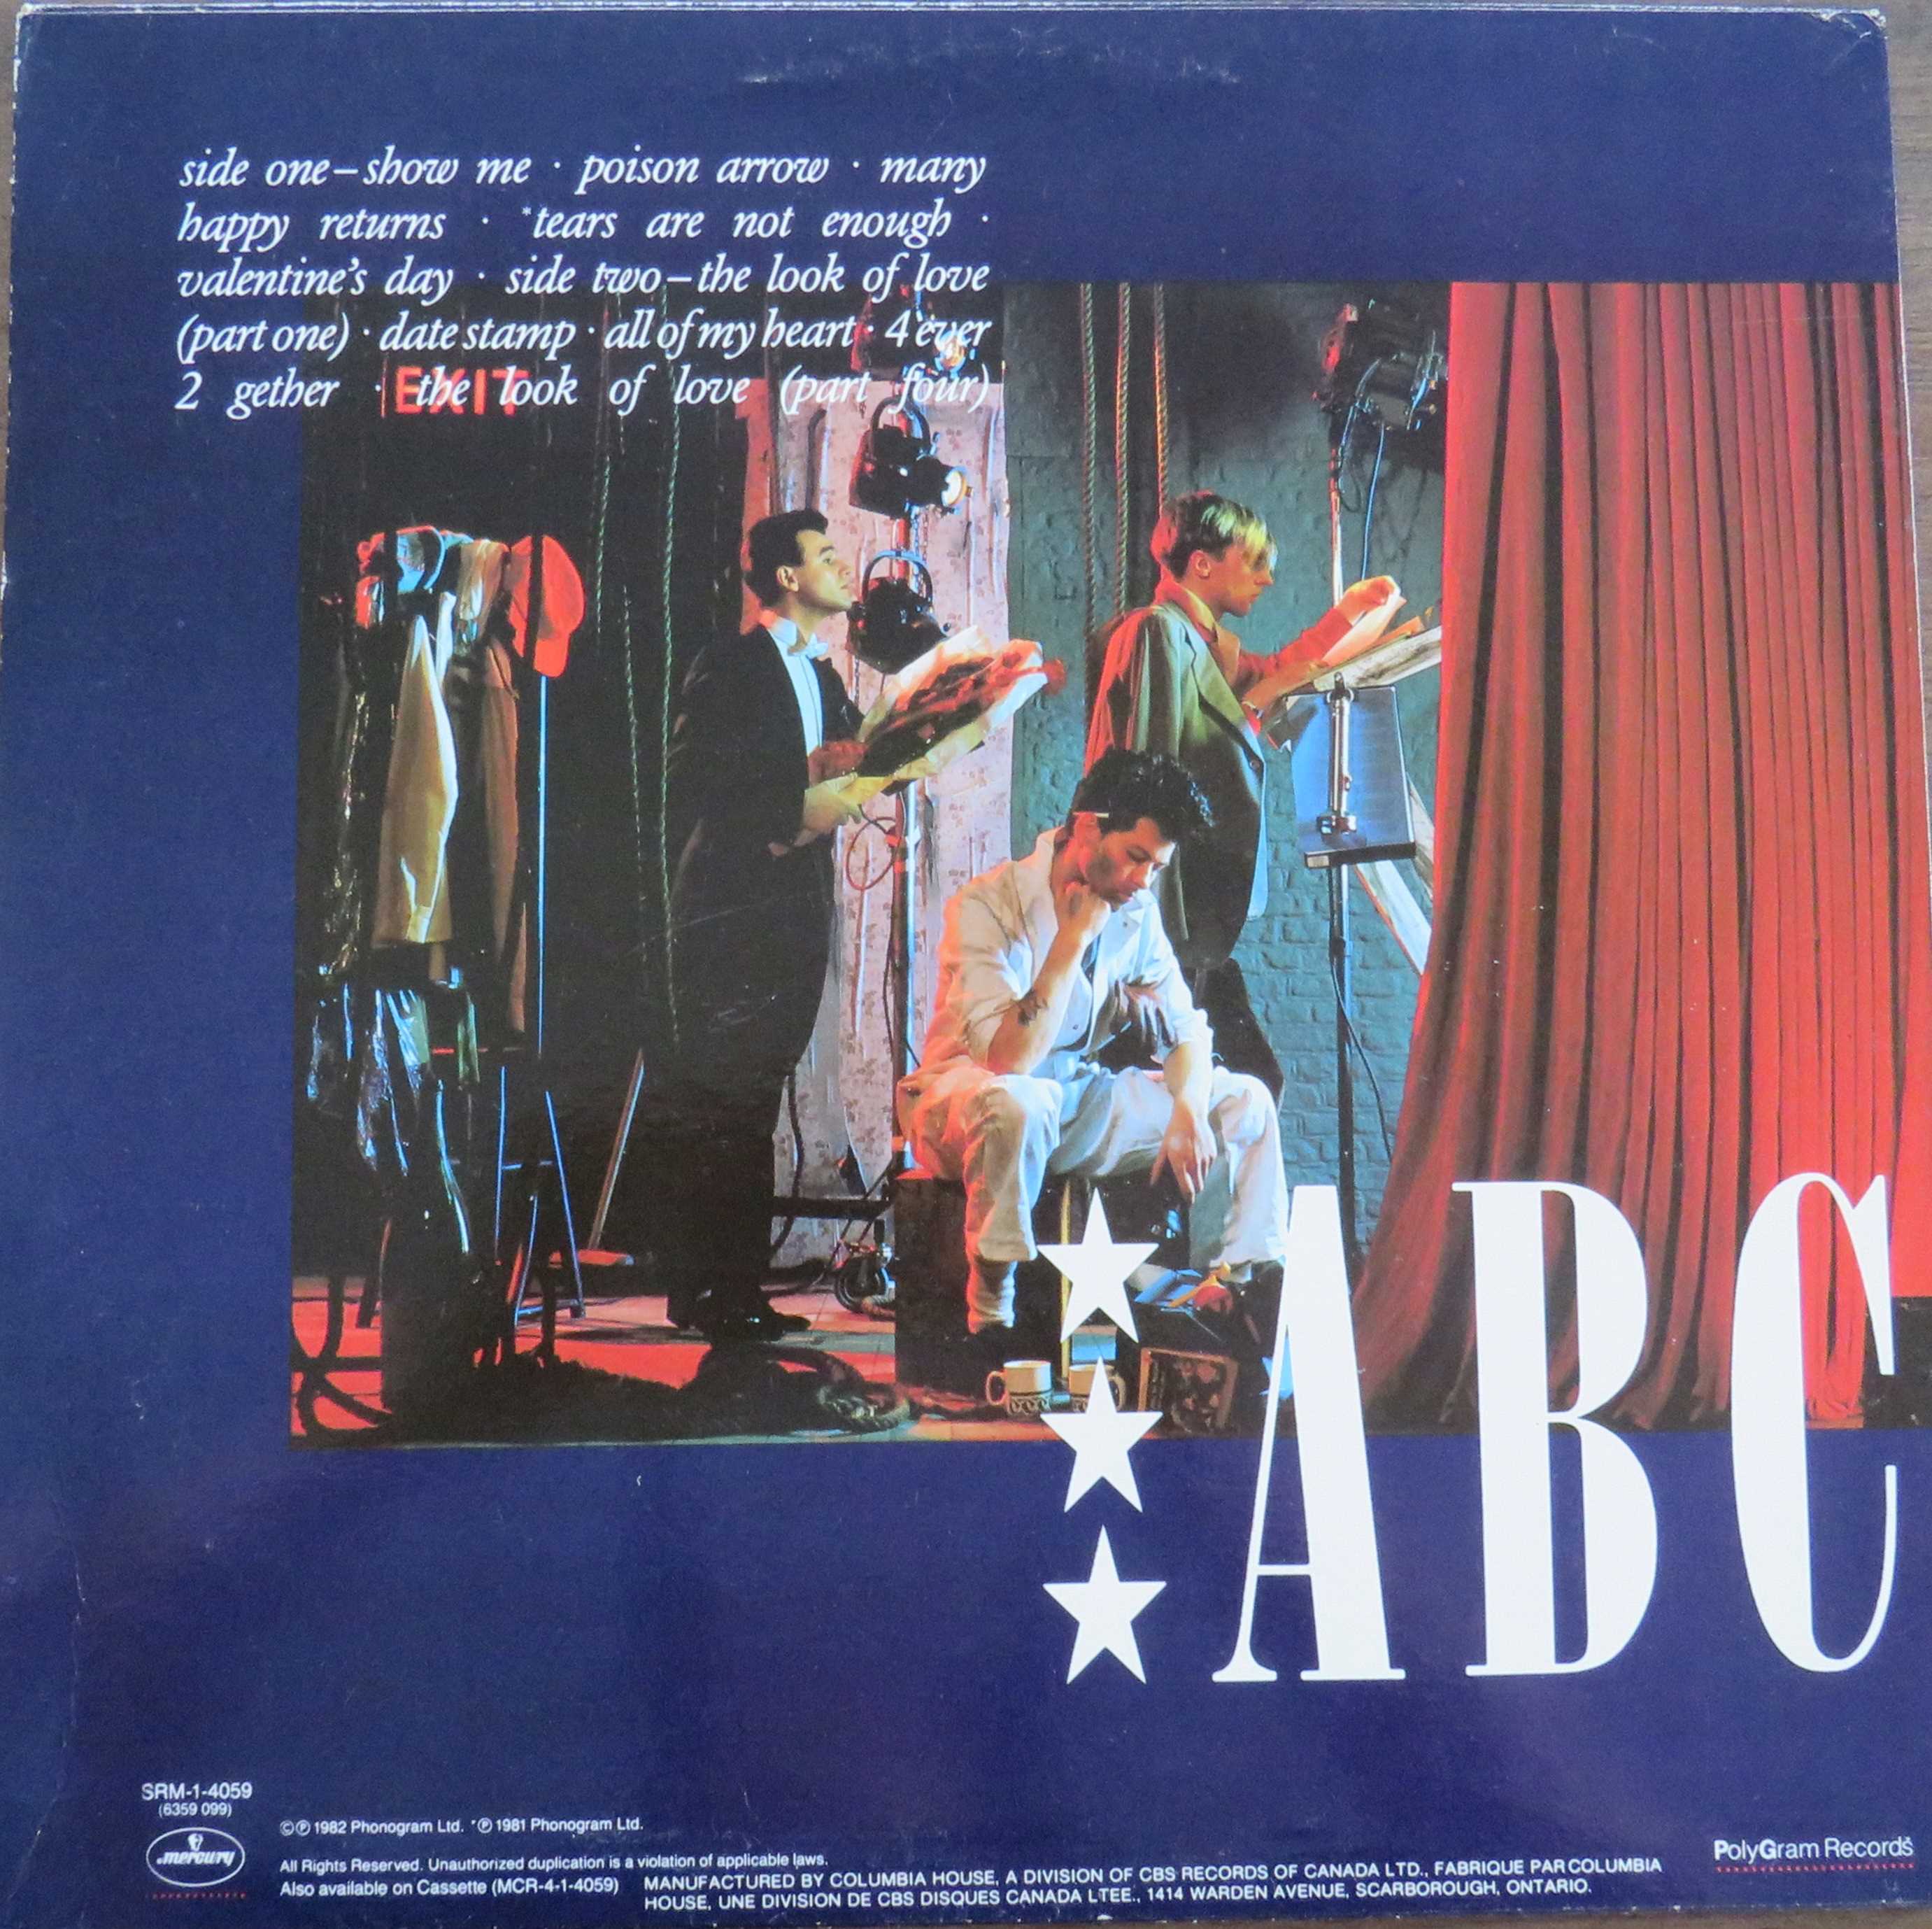 side one – show me · poison arrow · many
happy returns · *tears are not enough ·
valentine's day · side two – the look of love
(part one) · date stamp · all of my heart · 4 ever
2 gether · the look of love (part four)
EXIT
ABC
SRM-1-4059
(6359 099)
mercury
©℗ 1982 Phonogram Ltd. *℗ 1981 Phonogram Ltd.
All Rights Reserved. Unauthorized duplication is a violation of applicable laws.
Also available on Cassette (MCR-4-1-4059)
MANUFACTURED BY COLUMBIA HOUSE, A DIVISION OF CBS RECORDS OF CANADA LTD., FABRIQUE PAR COLUMBIA
HOUSE, UNE DIVISION DE CBS DISQUES CANADA LTEE., 1414 WARDEN AVENUE, SCARBOROUGH, ONTARIO.
PolyGram Records